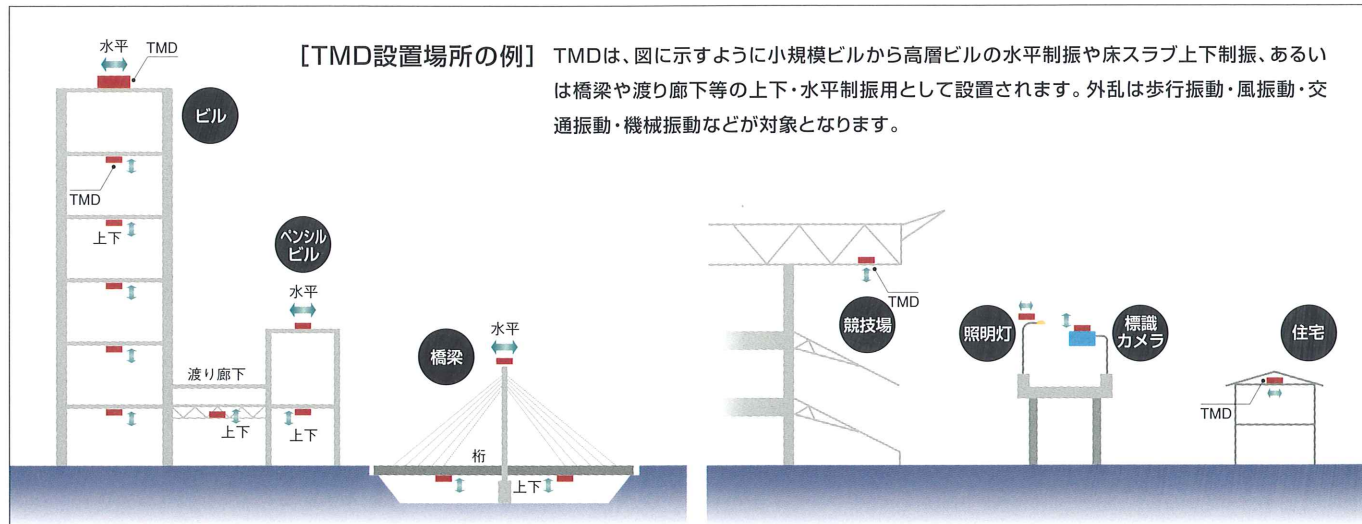 [TMD設置場所の例]
TMDは、図に示すように小規模ビルから高層ビルの水平制振や床スラブ上下制振、あるい
は橋梁や渡り廊下等の上下・水平制振用として設置されます。外乱は歩行振動・風振動・交
通振動・機械振動などが対象となります。
水平
TMD
ビル
TMD
上下
ペンシル
ビル
水平
渡り廊下
上下
上下
橋梁
水平
桁
上下
競技場
TMD
照明灯
標識
カメラ
住宅
TMD